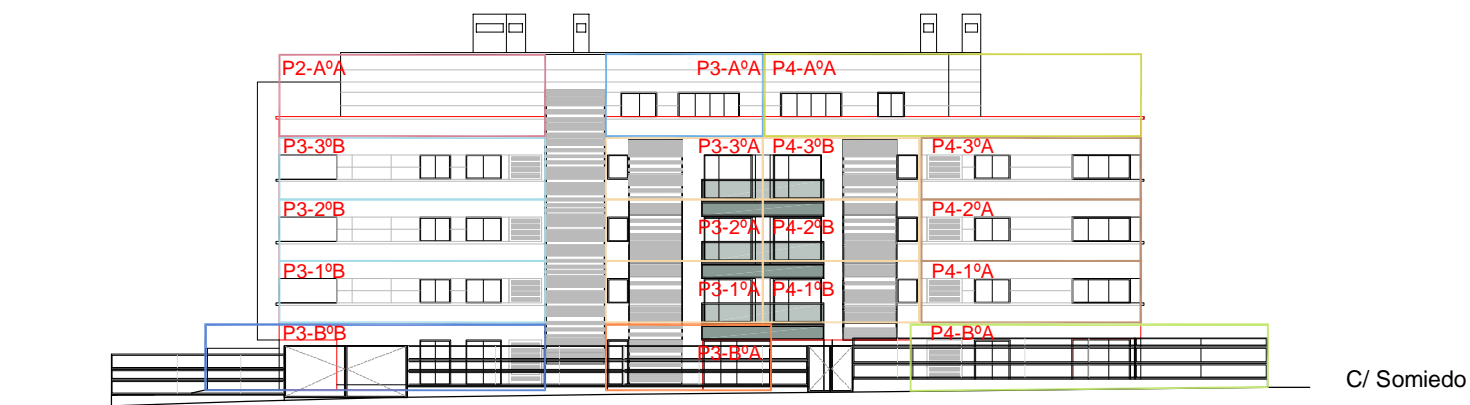 P2-AºA P3-AºA P4-AºA
P3-3ºB P3-3ºA P4-3ºB P4-3ºA
P3-2ºB P3-2ºA P4-2ºB P4-2ºA
P3-1ºB P3-1ºA P4-1ºB P4-1ºA
P3-BºB P3-BºA P4-BºA
C/ Somiedo